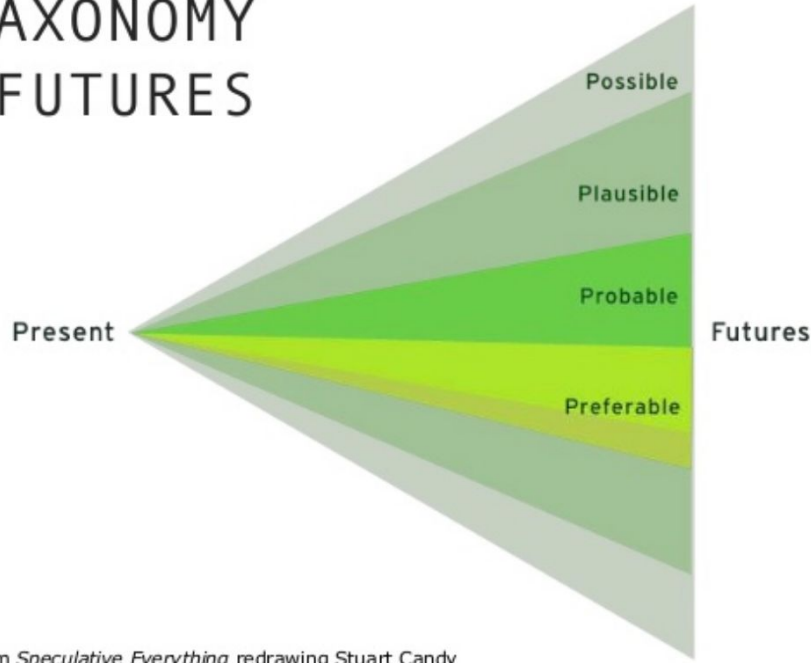 AXONOMY
FUTURES
Possible
Plausible
Probable
Present
Futures
Preferable
Speculative Everything redrawing Stuart Candy